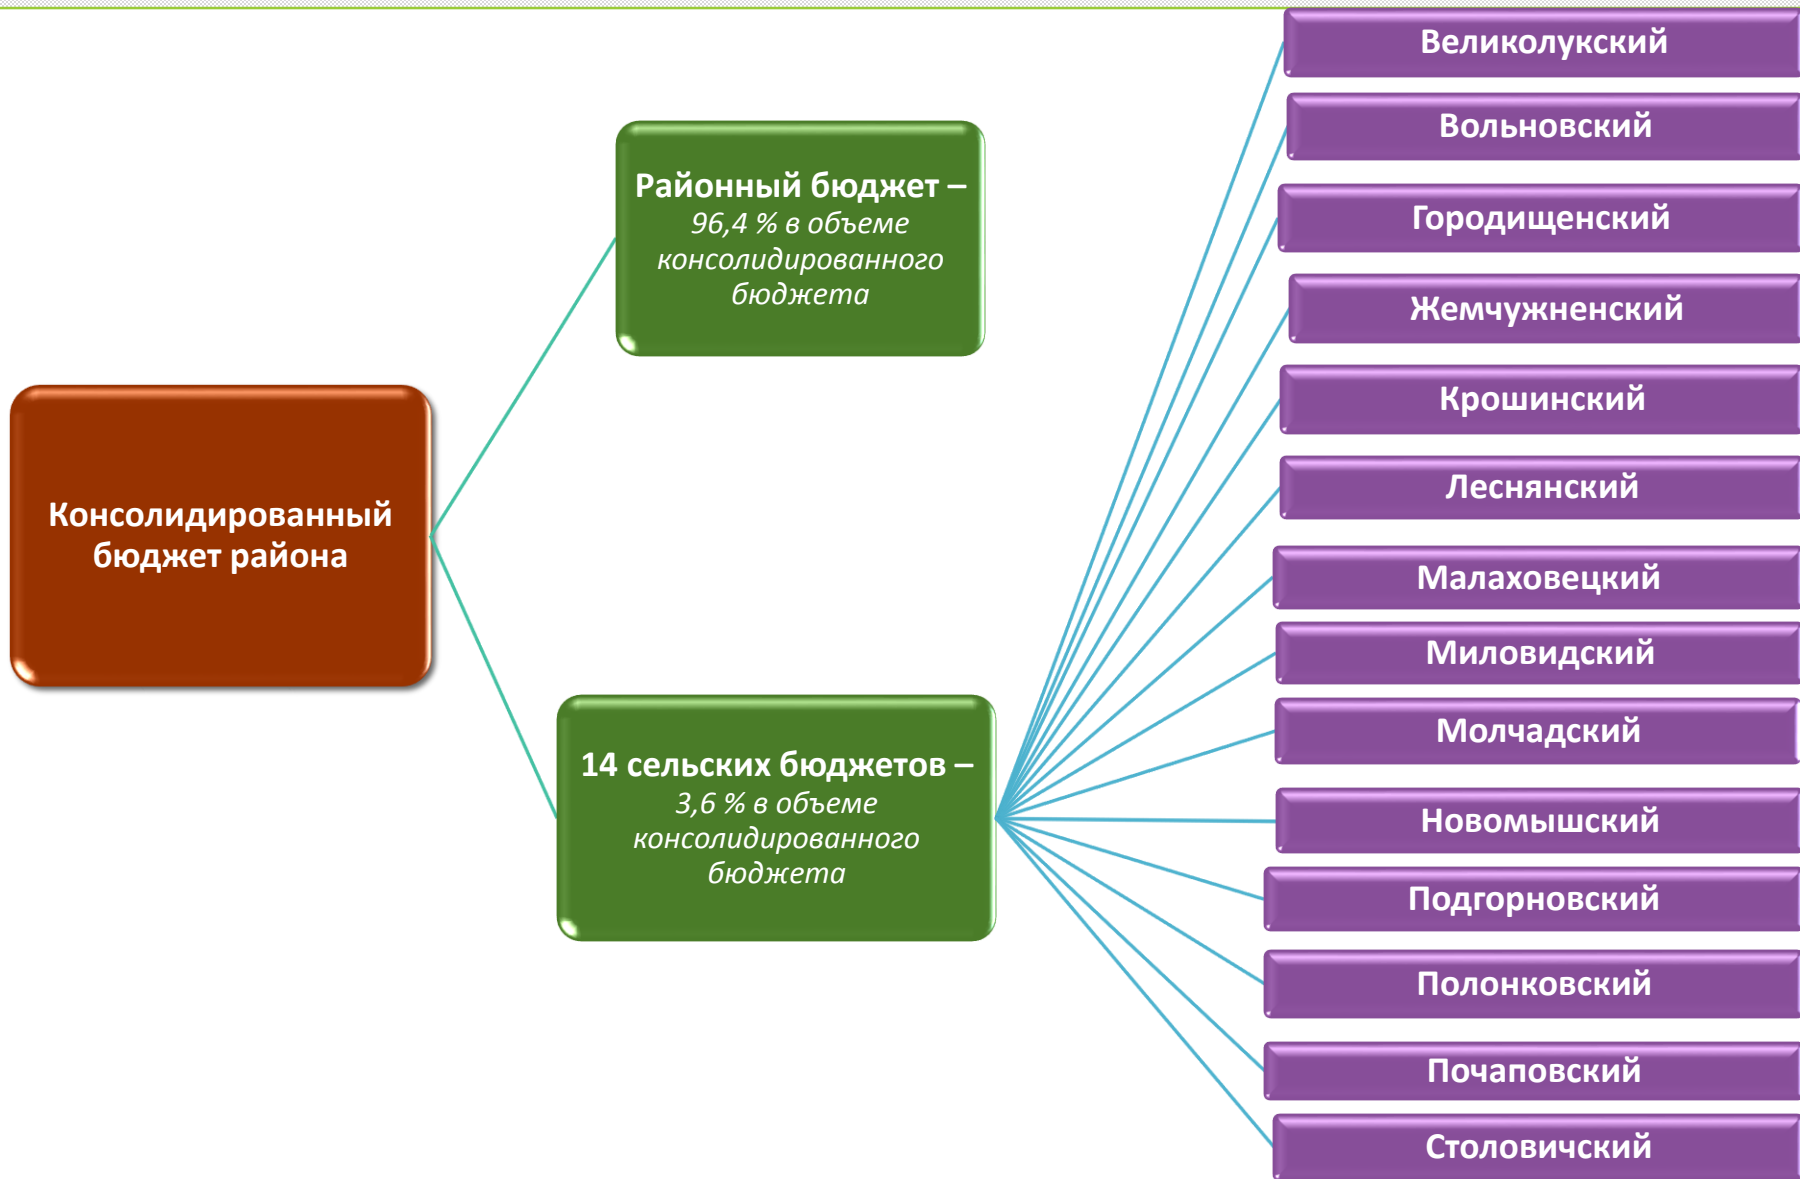 Консолидированный
бюджет района
Районный бюджет –
96,4 % в объеме
консолидированного
бюджета
14 сельских бюджетов –
3,6 % в объеме
консолидированного
бюджета
Великолукский
Вольновский
Городищенский
Жемчужненский
Крошинский
Леснянский
Малаховецкий
Миловидский
Молчадский
Новомышский
Подгорновский
Полонковский
Почаповский
Столовичский